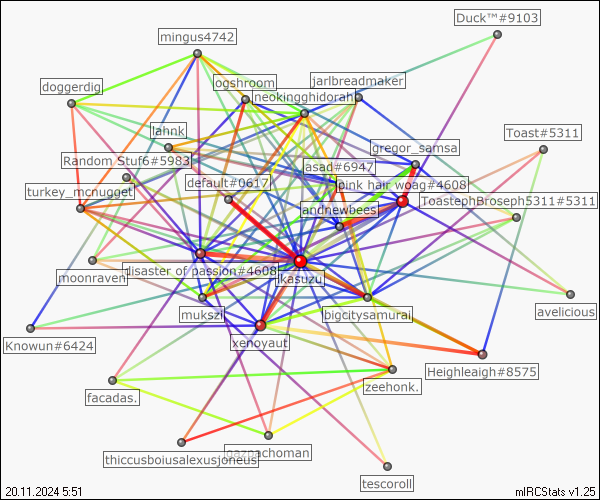 Duck™#9103
mingus4742
ogshroom
jarlbreadmaker
doggerdig
neokingghidorah
lahnk
Toast#5311
gregor_samsa
Random Stuf6#5983
asad#6947
default#0617
pink hair woag#4608
turkey_mcnugget
ToastephBroseph5311#5311
andnewbees
moonraven
disaster of passion#4608
ikasuzu
mukszi
bigcitysamurai
avelicious
xenoyaut
Knowun#6424
Heighleaigh#8575
zeehonk.
facadas.
gazpachoman
thiccusboiusalexusjoneus
tescoroll
20.11.2024 5:51
mIRCStats v1.25